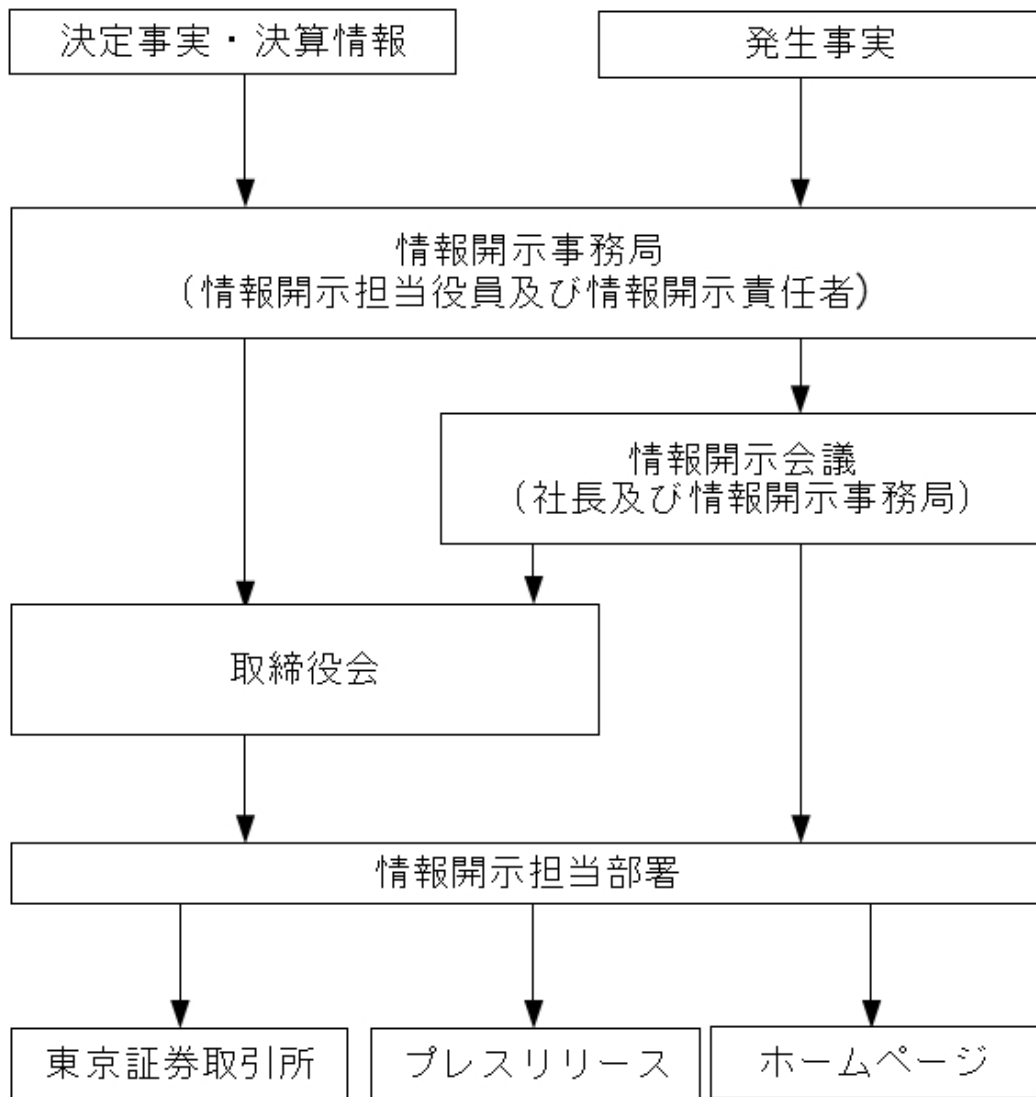 決定事実・決算情報
発生事実
情報開示事務局
(情報開示担当役員及び情報開示責任者)
情報開示会議
(社長及び情報開示事務局)
取締役会
情報開示担当部署
東京証券取引所
プレスリリース
ホームページ